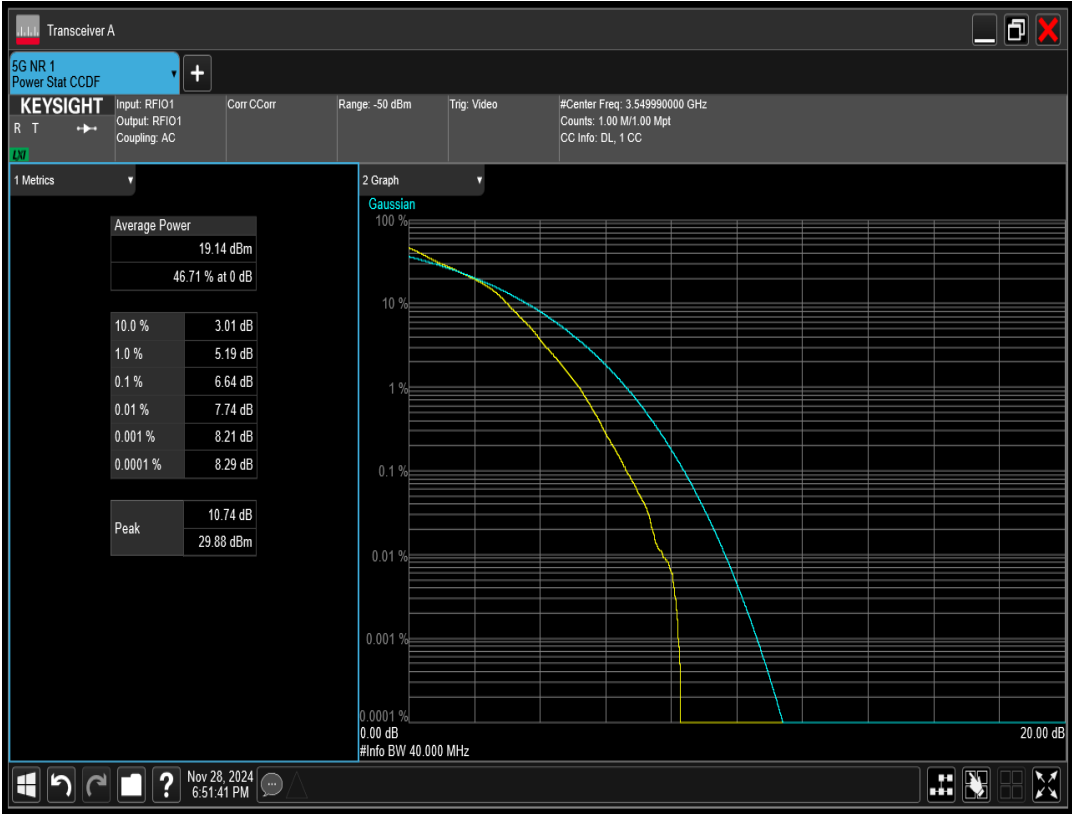 Transceiver A
5G NR 1
Power Stat CCDF
KEYSIGHT
R T
LXI
Input: RFIO1
Output: RFIO1
Coupling: AC
Corr CCorr
Range: -50 dBm
Trig: Video
#Center Freq: 3.549990000 GHz
Counts: 1.00 M/1.00 Mpt
CC Info: DL, 1 CC
1 Metrics
Average Power
19.14 dBm
46.71 % at 0 dB
10.0 % 3.01 dB
1.0 % 5.19 dB
0.1 % 6.64 dB
0.01 % 7.74 dB
0.001 % 8.21 dB
0.0001 % 8.29 dB
Peak
10.74 dB
29.88 dBm
2 Graph
Gaussian
100 %
10 %
1 %
0.1 %
0.01 %
0.001 %
0.0001 %
0.00 dB
20.00 dB
#Info BW 40.000 MHz
?
Nov 28, 2024
6:51:41 PM